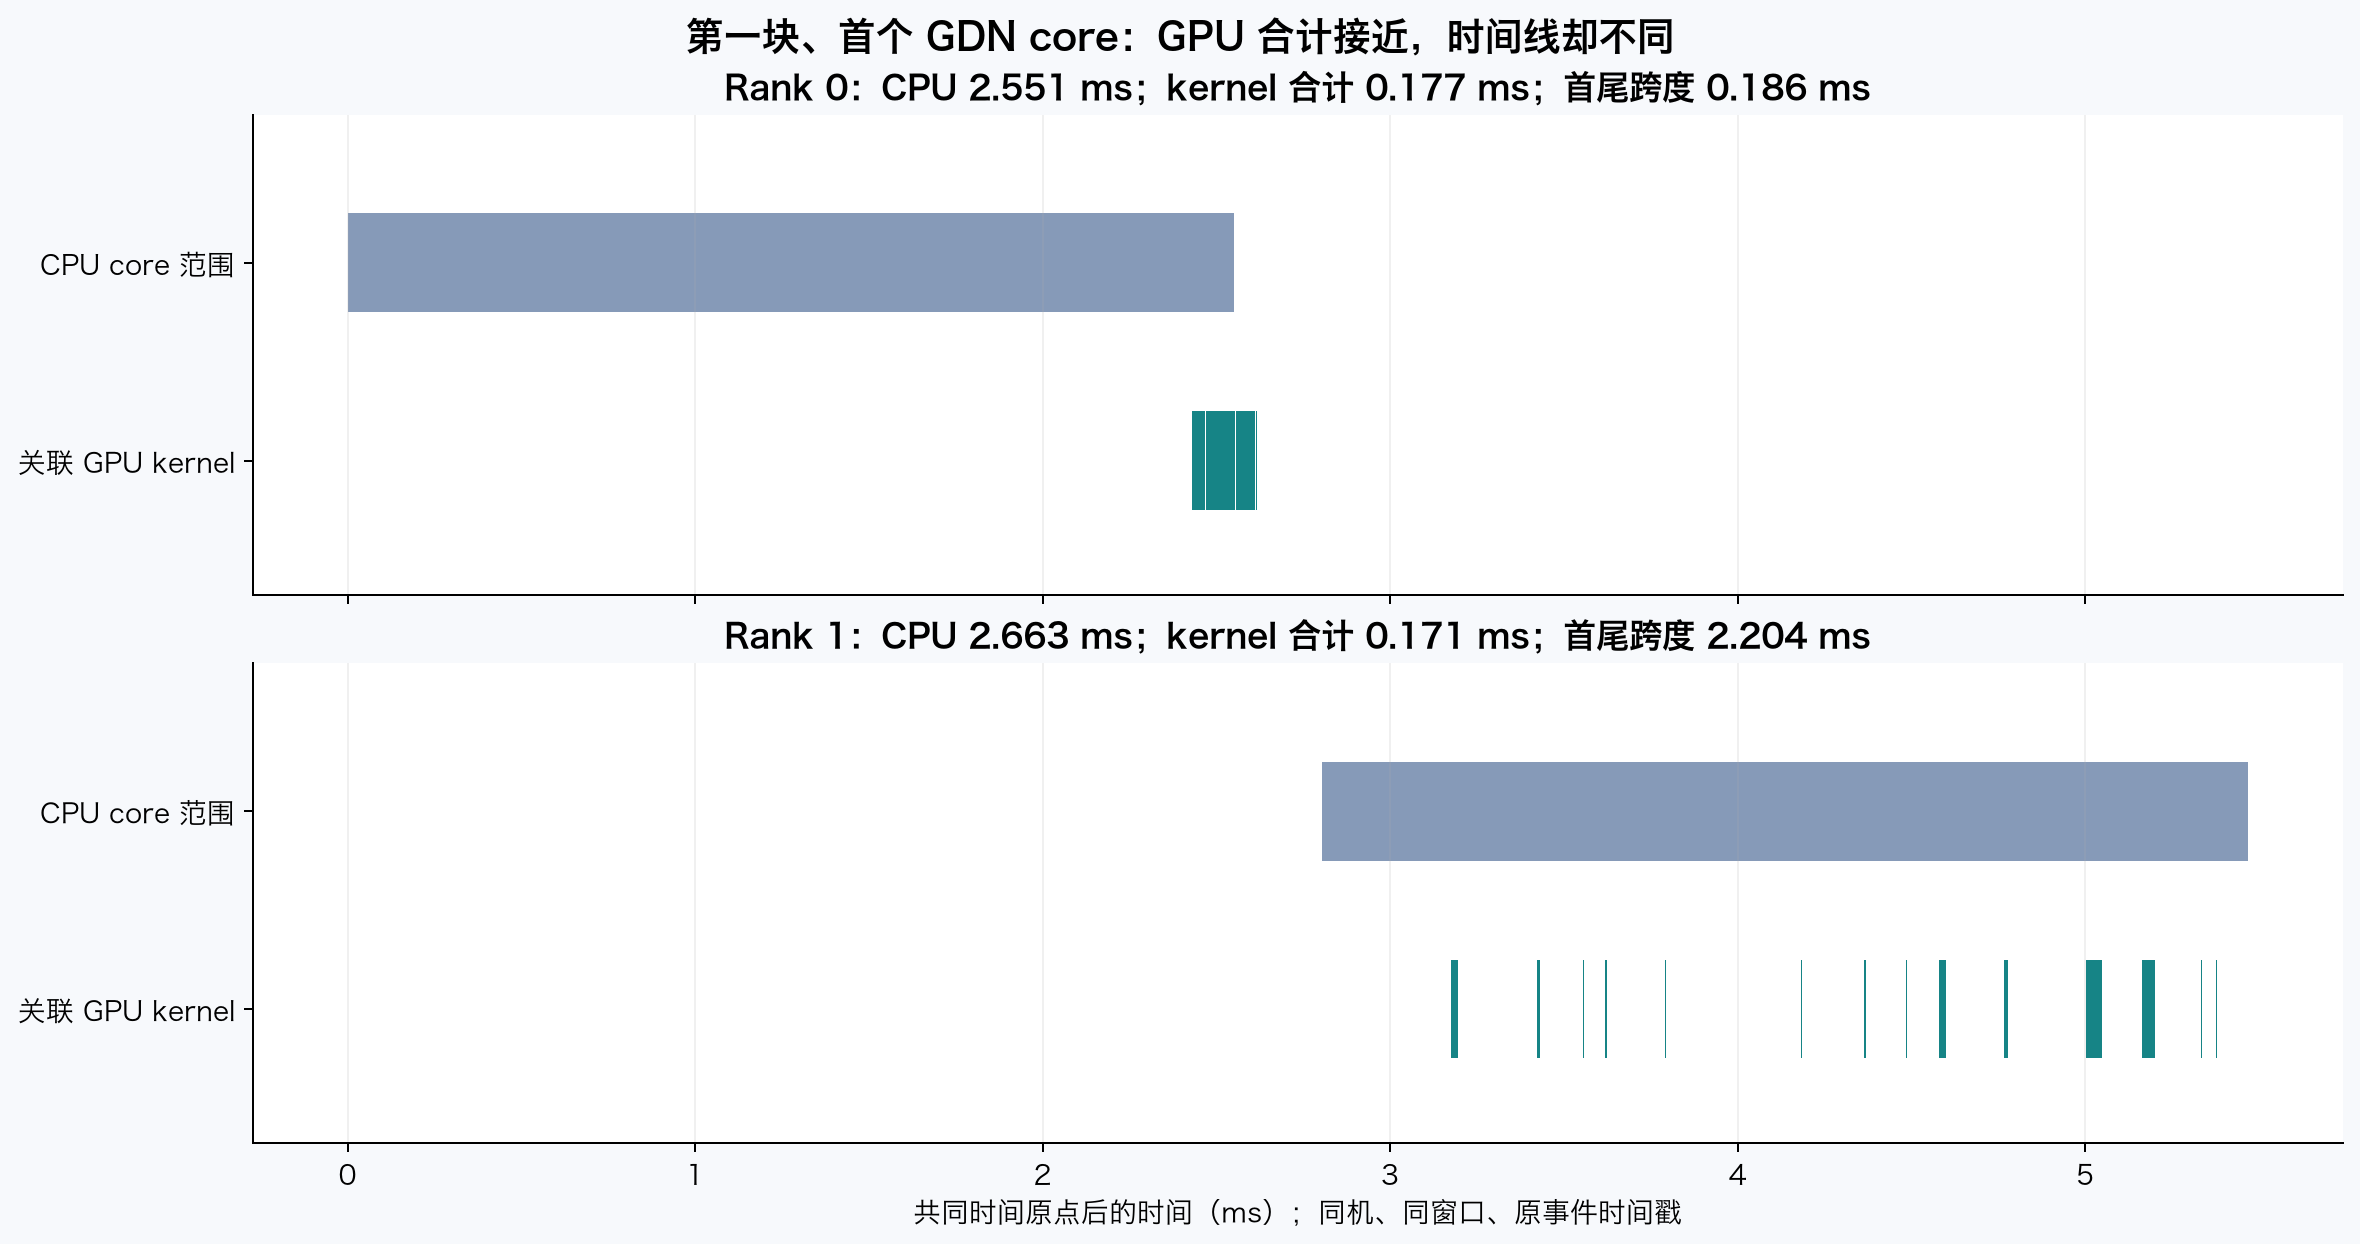 第一块、首个 GDN core：GPU 合计接近，时间线却不同
Rank 0：CPU 2.551 ms；kernel 合计 0.177 ms；首尾跨度 0.186 ms
CPU core 范围
关联 GPU kernel
Rank 1：CPU 2.663 ms；kernel 合计 0.171 ms；首尾跨度 2.204 ms
CPU core 范围
关联 GPU kernel
0 1 2 3 4 5
共同时间原点后的时间（ms）；同机、同窗口、原事件时间戳